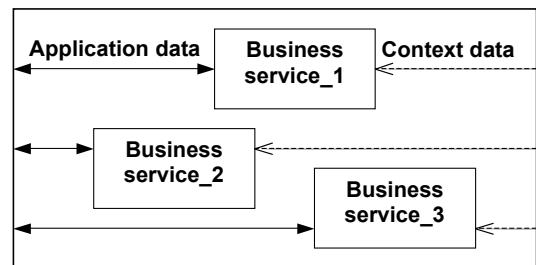 Application data
Business
service_1
Context data
Business
service_2
Business
service_3